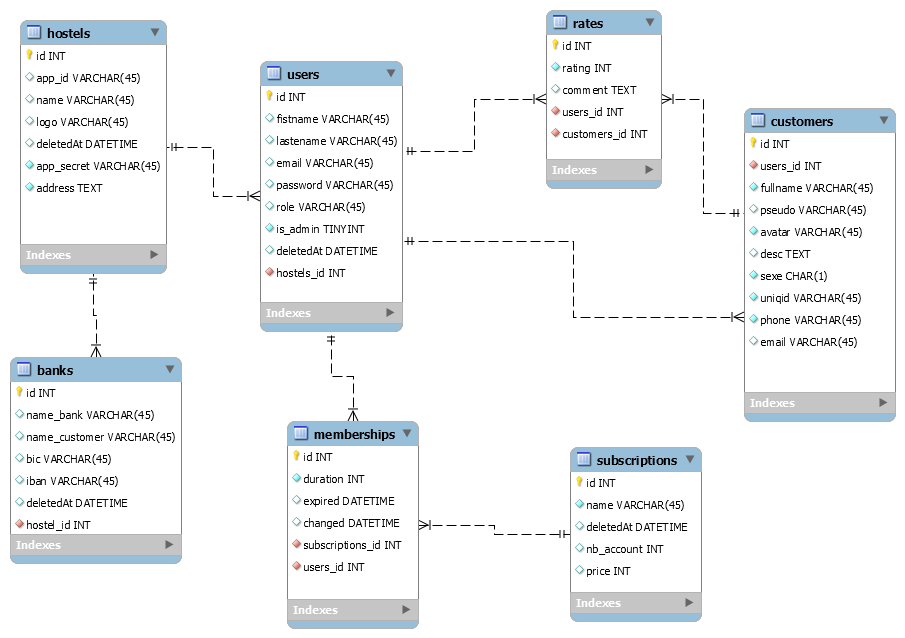 hostels
id INT
app_id VARCHAR(45)
name VARCHAR(45)
logo VARCHAR(45)
deletedAt DATETIME
app_secret VARCHAR(45)
address TEXT
Indexes
users
id INT
fistname VARCHAR(45)
lastename VARCHAR(45)
email VARCHAR(45)
password VARCHAR(45)
role VARCHAR(45)
is_admin TINYINT
deletedAt DATETIME
hostels_id INT
Indexes
rates
id INT
rating INT
comment TEXT
users_id INT
customers_id INT
Indexes
customers
id INT
users_id INT
fullname VARCHAR(45)
pseudo VARCHAR(45)
avatar VARCHAR(45)
desc TEXT
sexe CHAR(1)
uniqid VARCHAR(45)
phone VARCHAR(45)
email VARCHAR(45)
Indexes
banks
id INT
name_bank VARCHAR(45)
name_customer VARCHAR(45)
bic VARCHAR(45)
iban VARCHAR(45)
deletedAt DATETIME
hostel_id INT
Indexes
memberships
id INT
duration INT
expired DATETIME
changed DATETIME
subscriptions_id INT
users_id INT
Indexes
subscriptions
id INT
name VARCHAR(45)
deletedAt DATETIME
nb_account INT
price INT
Indexes